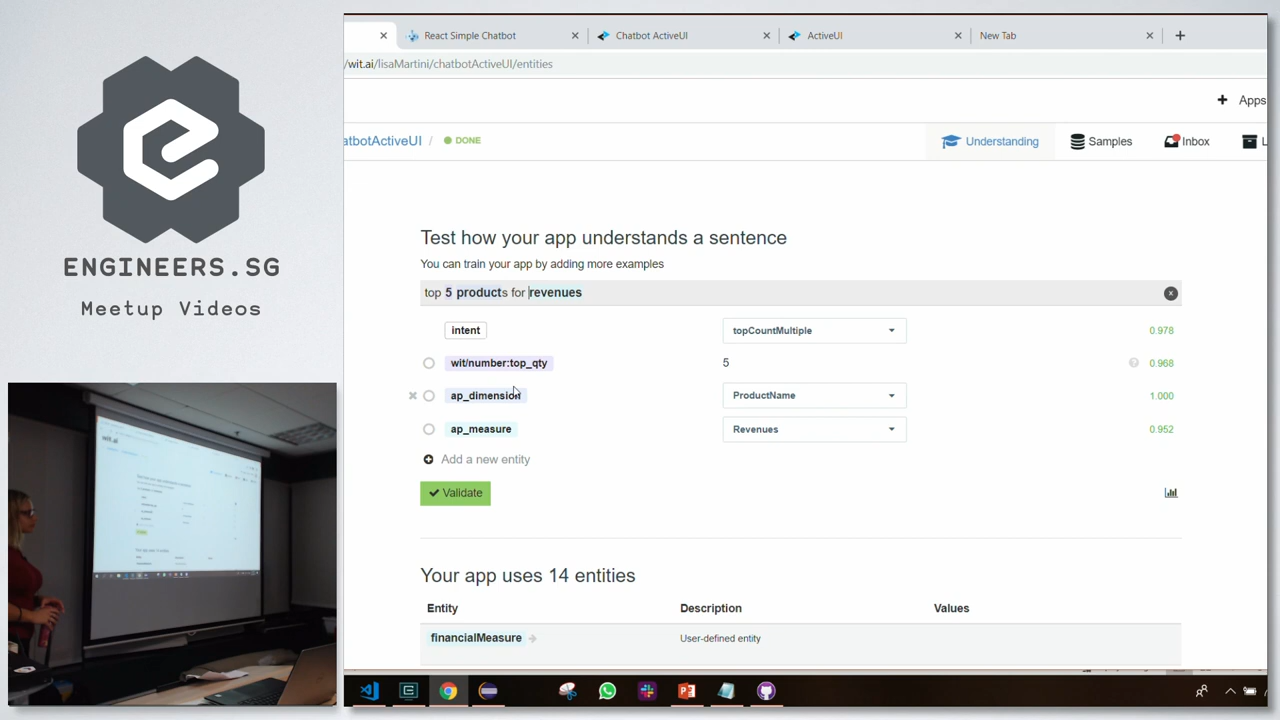 ENGINEERS.SG
Meetup Videos
React Simple Chatbot
Chatbot ActiveUI
ActiveUI
New Tab
/wit.ai/lisaMartini/chatbotActiveUI/entities
Apps
atbotActiveUI / DONE
Understanding
Samples
Inbox
L
Test how your app understands a sentence
You can train your app by adding more examples
top 5 products for revenues
intent topCountMultiple 0.978
wit/number:top_qty 5 0.968
ap_dimension ProductName 1.000
ap_measure Revenues 0.952
Add a new entity
Validate
Your app uses 14 entities
Entity Description Values
financialMeasure User-defined entity
wit.ai